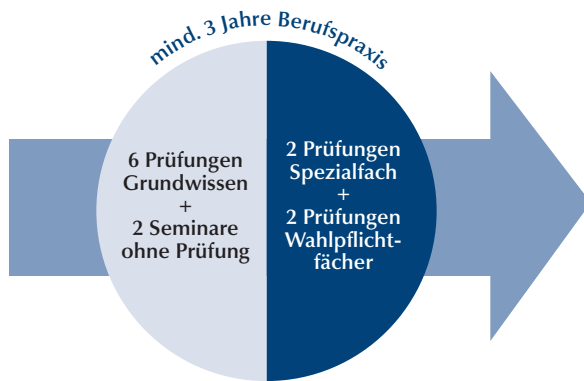 mind. 3 Jahre Berufspraxis
6 Prüfungen
Grundwissen
+
2 Seminare
ohne Prüfung
2 Prüfungen
Spezialfach
+
2 Prüfungen
Wahlpflicht-
fächer